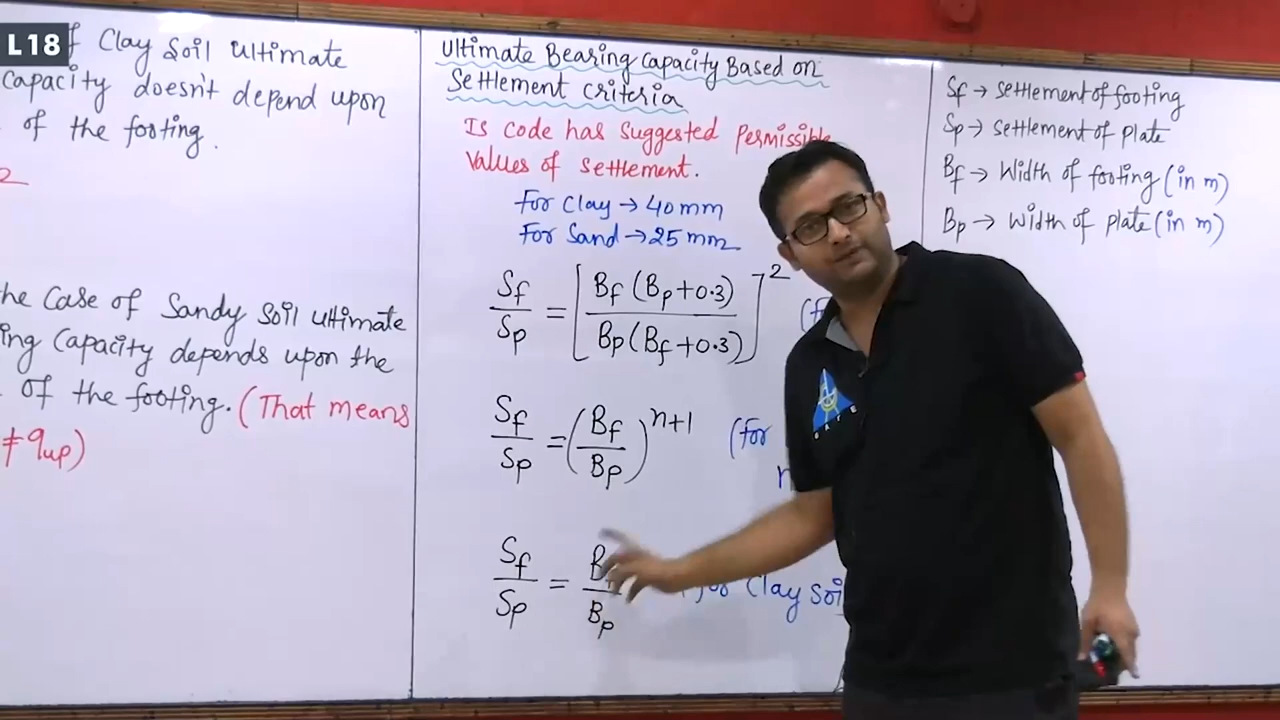 L18
f Clay Soil Ultimate
capacity doesn't depend upon
of the footing.
2
he Case of Sandy Soil ultimate
ing Capacity depends upon the
of the footing. (That means
≠ qup)
Ultimate Bearing Capacity Based on
Settlement Criteria
Is code has suggested Permissible
Values of settlement.
for Clay → 40 mm
for Sand → 25 mm
Sf/Sp = [Bf (Bp+0.3) / Bp (Bf+0.3)]^2
Sf/Sp = (Bf/Bp)^n+1 (for
n
Sf/Sp = Bf/Bp for Clay Soil
Sf → settlement of footing
Sp → settlement of plate
Bf → Width of footing (in m)
Bp → Width of plate (in m)
GATE